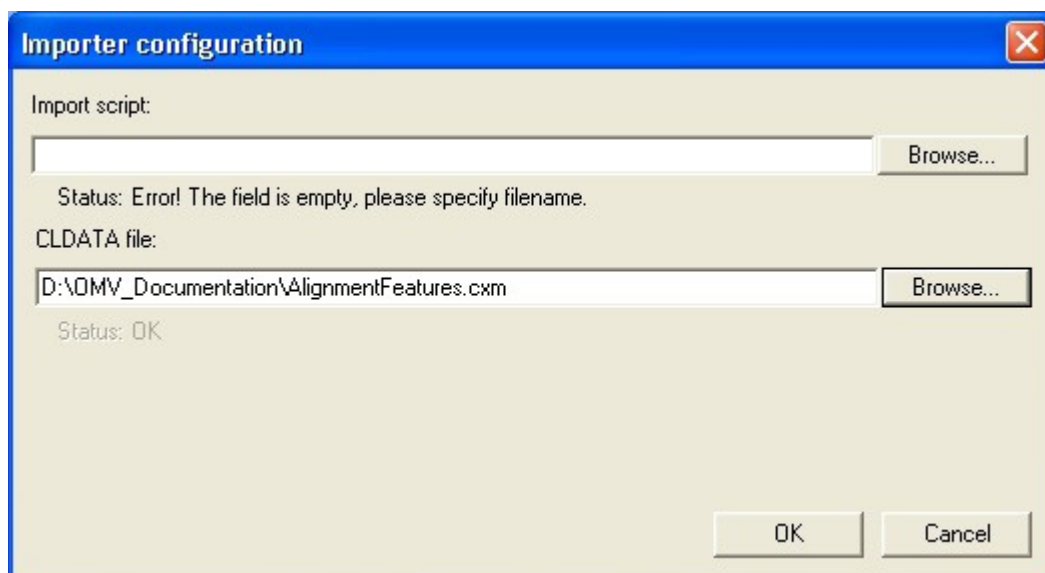 Importer configuration
Import script:
Browse...
Status: Error! The field is empty, please specify filename.
CLDATA file:
D:\OMV_Documentation\AlignmentFeatures.cxm Browse...
Status: OK
OK Cancel